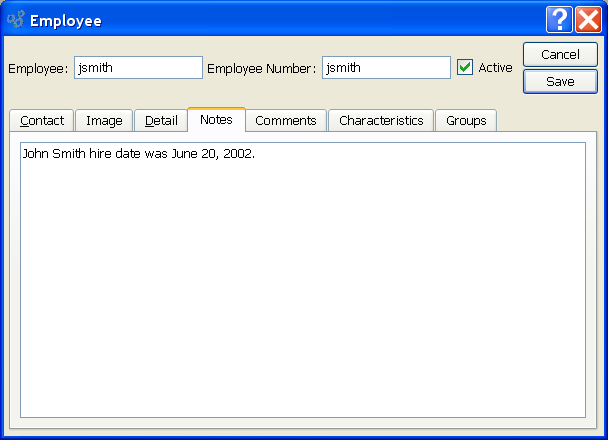 Employee
Employee: jsmith Employee Number: jsmith Active Cancel
Save
Contact Image Detail Notes Comments Characteristics Groups
John Smith hire date was June 20, 2002.